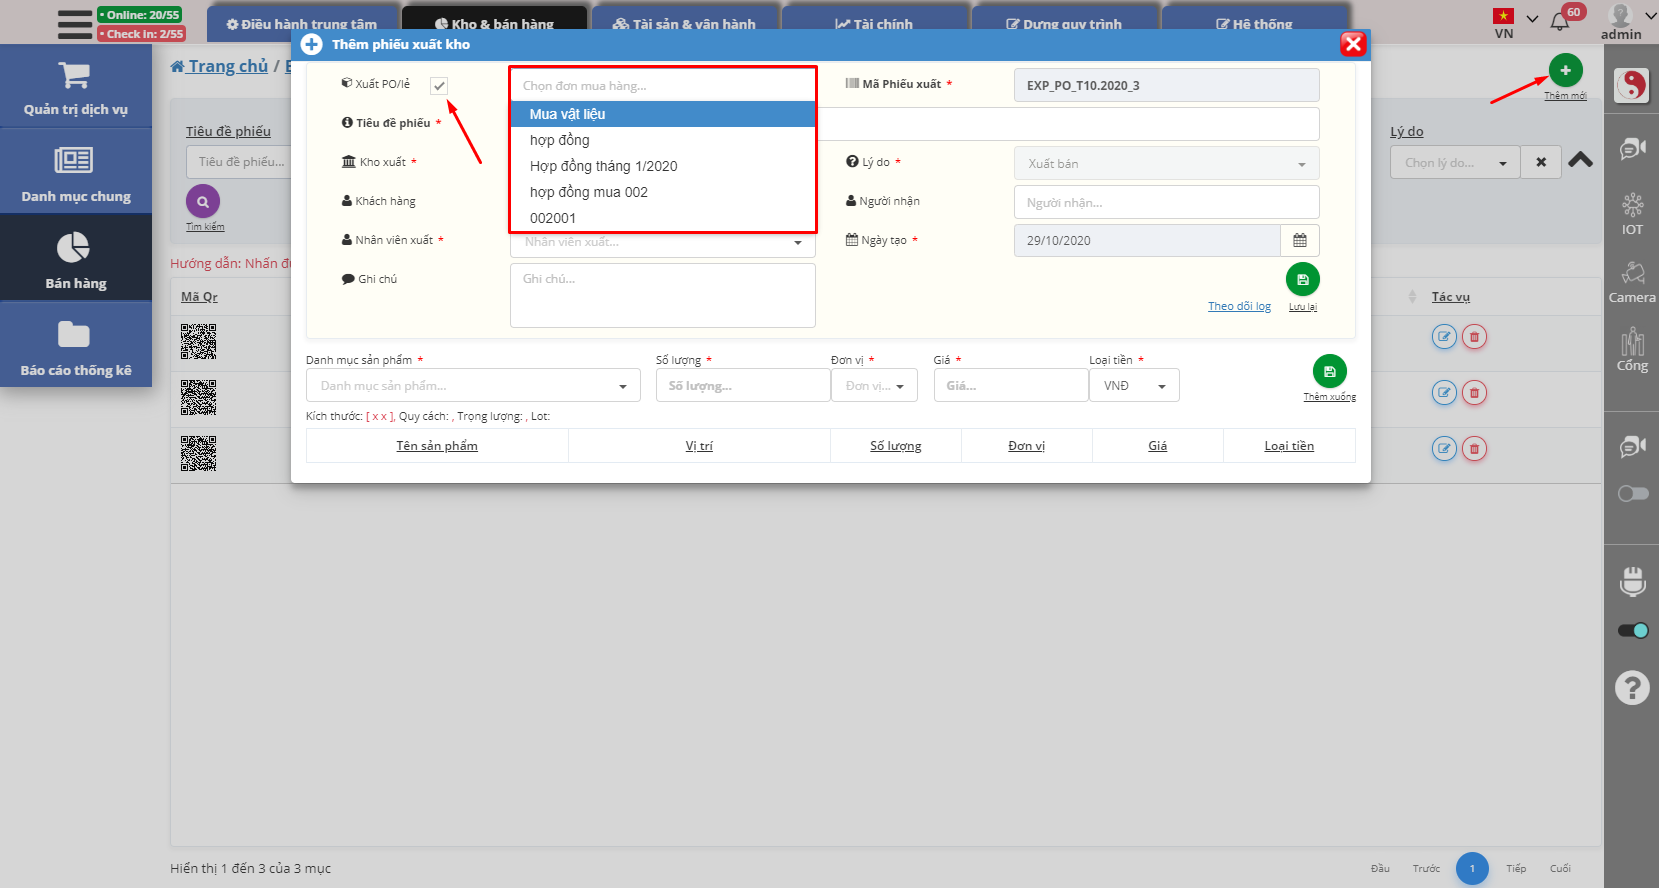 • Online: 20/55
• Check in: 2/55
Điều hành trung tâm
Kho & bán hàng
Tài sản & vận hành
Tài chính
Dựng quy trình
Hệ thống
VN
60
admin
Quản trị dịch vụ
Danh mục chung
Bán hàng
Báo cáo thống kê
Trang chủ /
Thêm mới
Tiêu đề phiếu
Tiêu đề phiếu...
Tìm kiếm
Lý do
Chọn lý do...
Hướng dẫn: Nhấn
Mã Qr
Tác vụ
Thêm phiếu xuất kho
Xuất PO/lẻ
Chọn đơn mua hàng...
Mua vật liệu
hợp đồng
Hợp đồng tháng 1/2020
hợp đồng mua 002
002001
Mã Phiếu xuất *
EXP_PO_T10.2020_3
Tiêu đề phiếu *
Kho xuất *
Lý do *
Xuất bán
Khách hàng
Người nhận
Người nhận...
Nhân viên xuất *
Nhân viên xuất...
Ngày tạo *
29/10/2020
Ghi chú
Ghi chú...
Theo dõi log
Lưu lại
Danh mục sản phẩm *
Danh mục sản phẩm...
Số lượng *
Số lượng...
Đơn vị *
Đơn vị...
Giá *
Giá...
Loại tiền *
VNĐ
Thêm xuống
Kích thước: [ x x ], Quy cách: , Trọng lượng: , Lot:
Tên sản phẩm
Vị trí
Số lượng
Đơn vị
Giá
Loại tiền
IOT
Camera
Cổng
Hiển thị 1 đến 3 của 3 mục
Đầu
Trước
1
Tiếp
Cuối